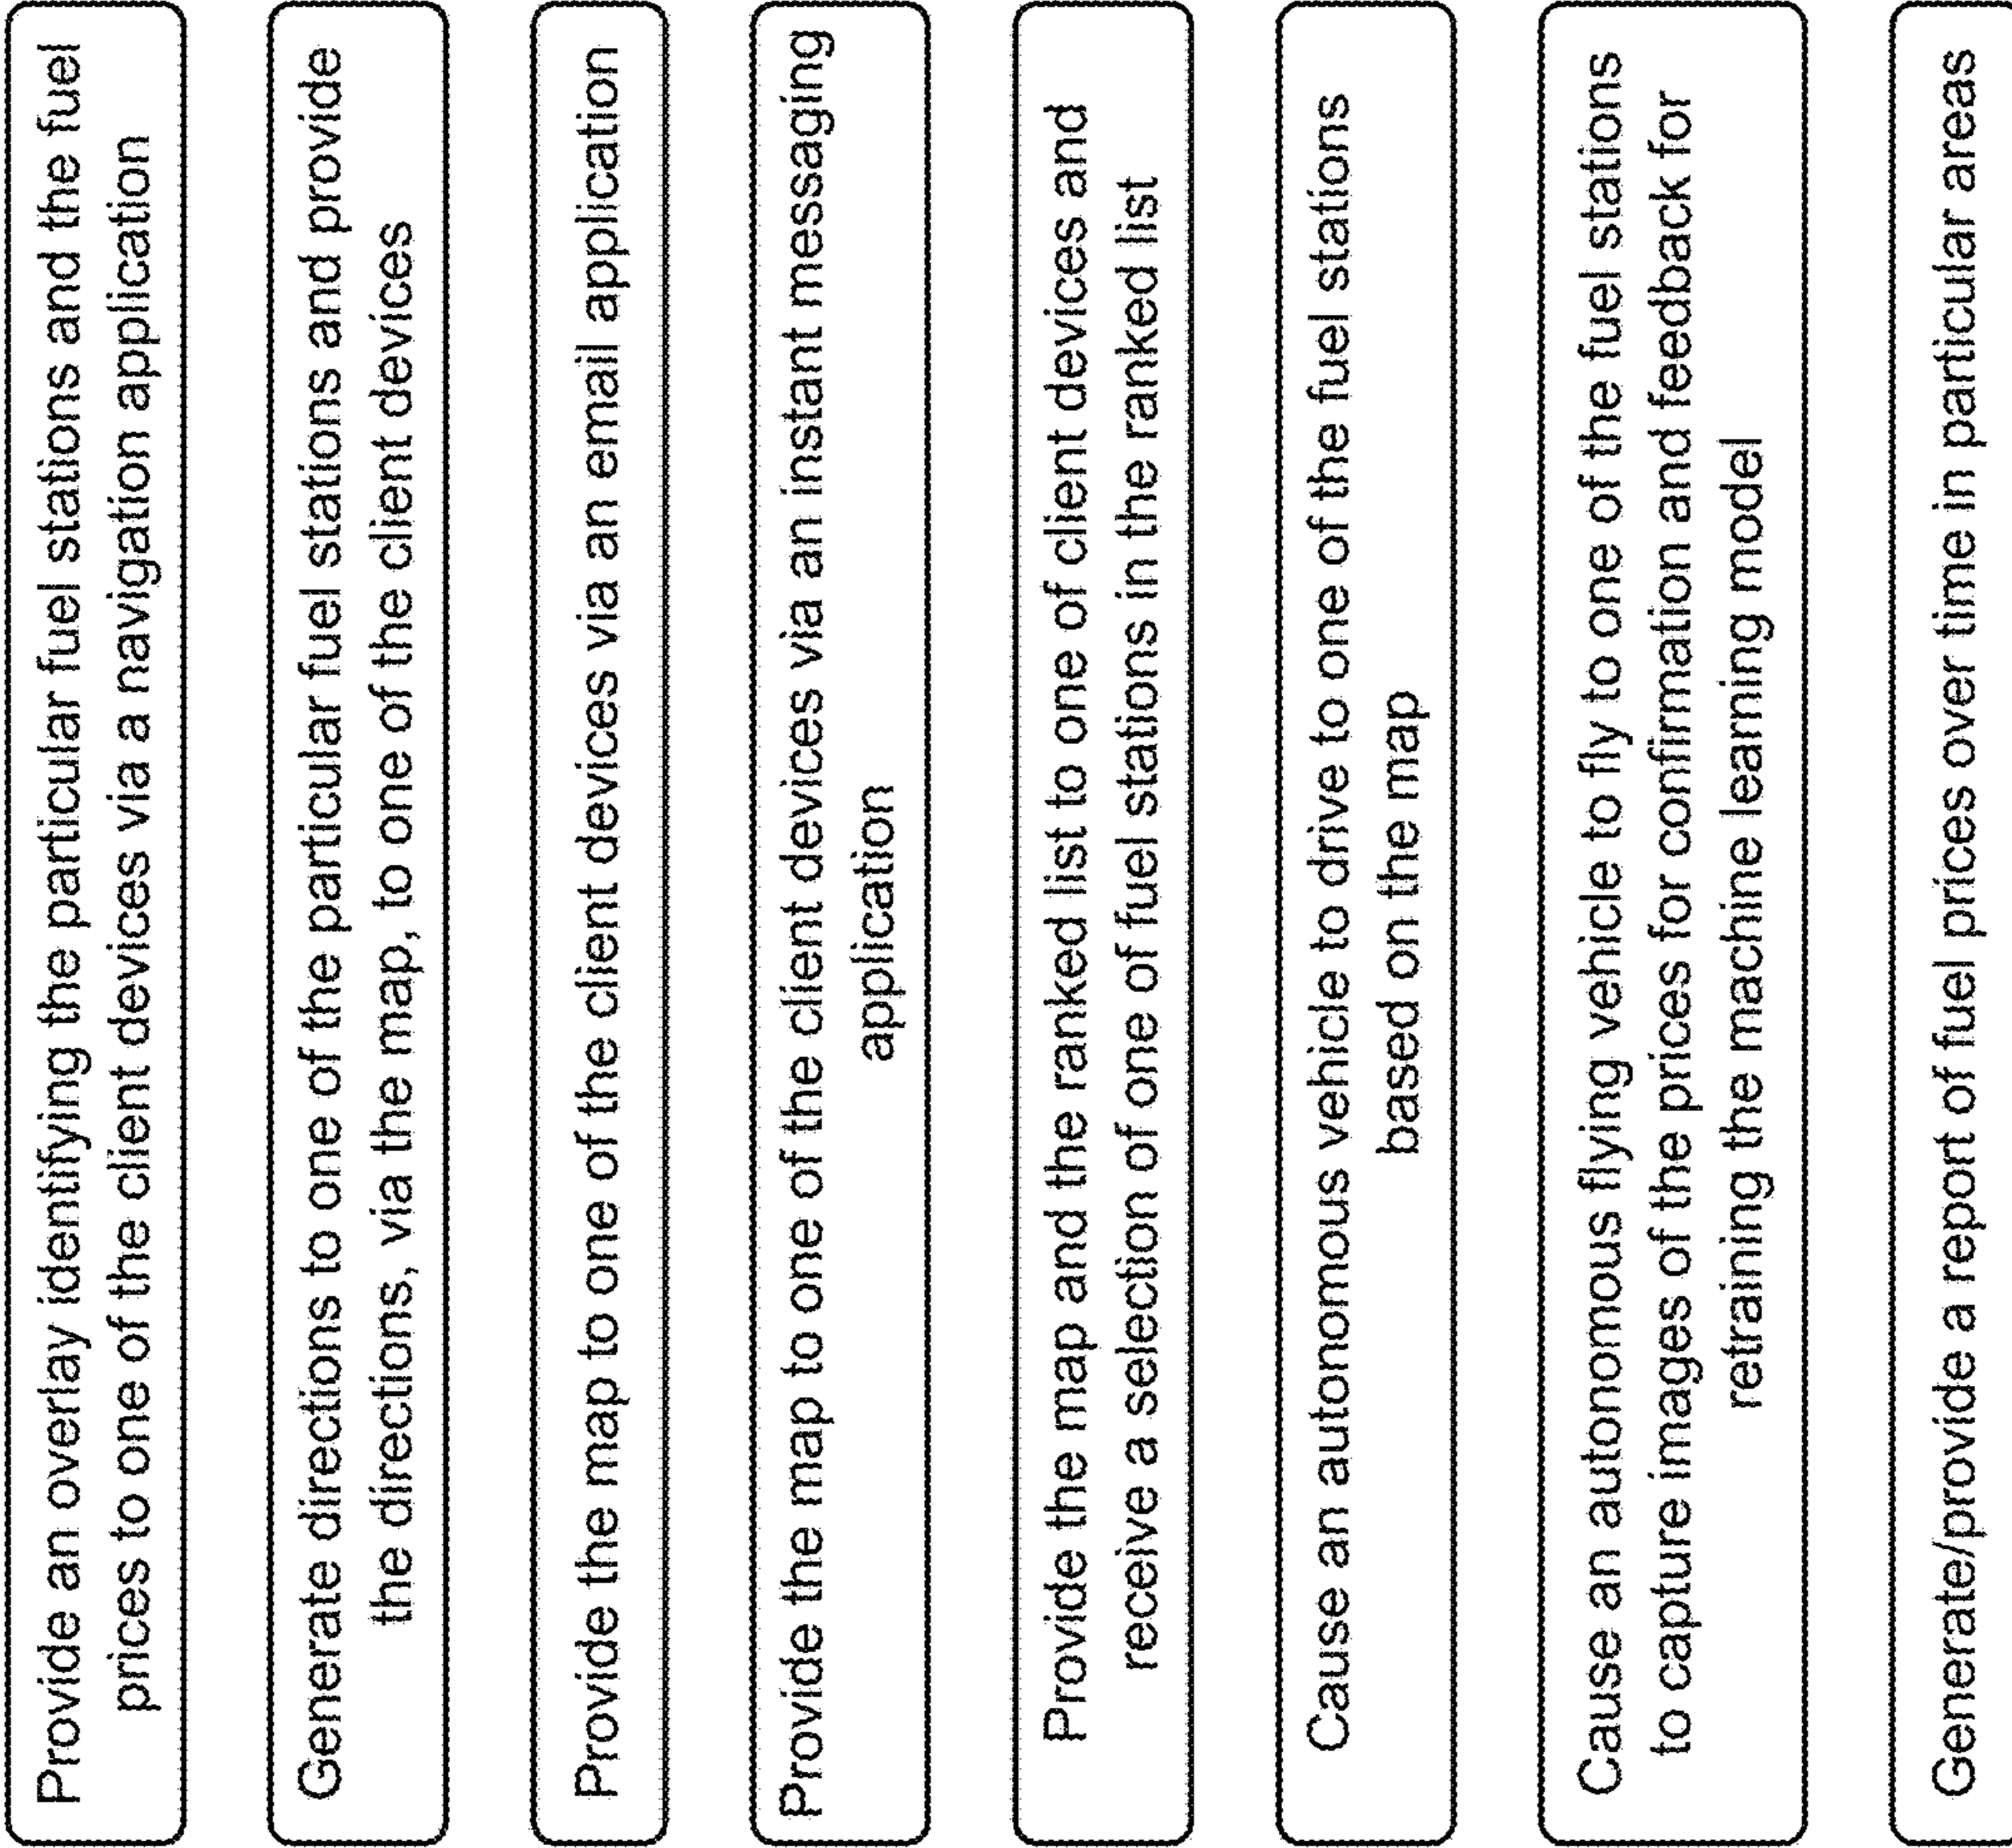 Provide an overlay identifying the particular fuel stations and the fuel
prices to one of the client devices via a navigation application
Generate directions to one of the particular fuel stations and provide
the directions, via the map, to one of the client devices
Provide the map to one of the client devices via an email application
Provide the map to one of the client devices via an instant messaging
application
Provide the map and the ranked list to one of client devices and
receive a selection of one of fuel stations in the ranked list
Cause an autonomous vehicle to drive to one of the fuel stations
based on the map
Cause an autonomous flying vehicle to fly to one of the fuel stations
to capture images of the prices for confirmation and feedback for
retraining the machine learning model
Generate/provide a report of fuel prices over time in particular areas